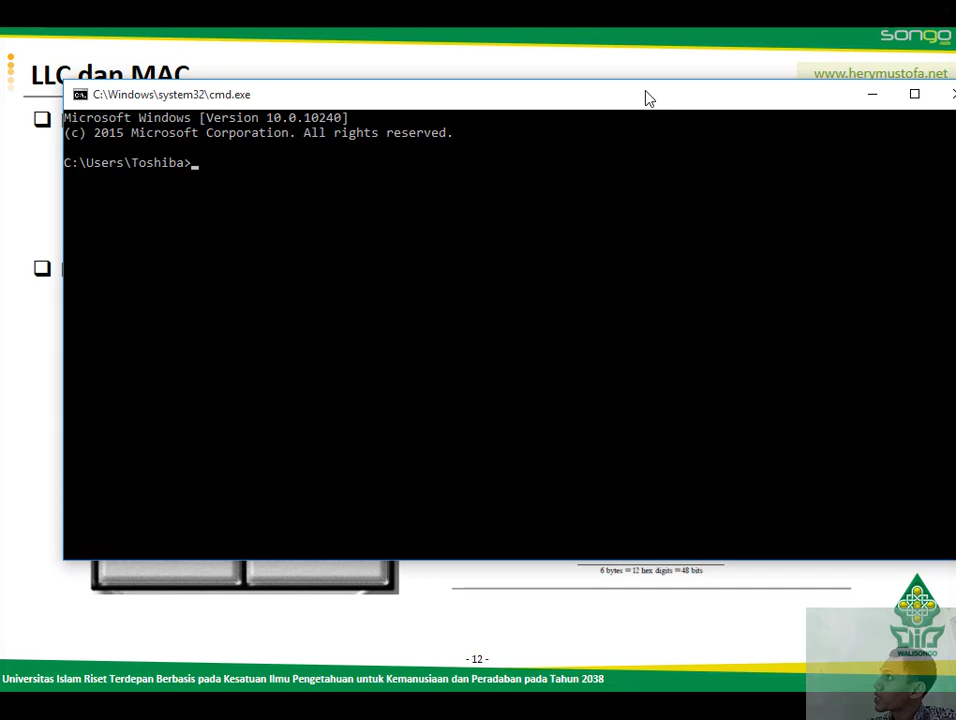 songo
LLC dan MAC
www.herymustofa.net
C:\Windows\system32\cmd.exe
Microsoft Windows [Version 10.0.10240]
(c) 2015 Microsoft Corporation. All rights reserved.
C:\Users\Toshiba>_
6 bytes = 12 hex digits = 48 bits
WALISONGO
- 12 -
Universitas Islam Riset Terdepan Berbasis pada Kesatuan Ilmu Pengetahuan untuk Kemanusiaan dan Peradaban pada Tahun 2038